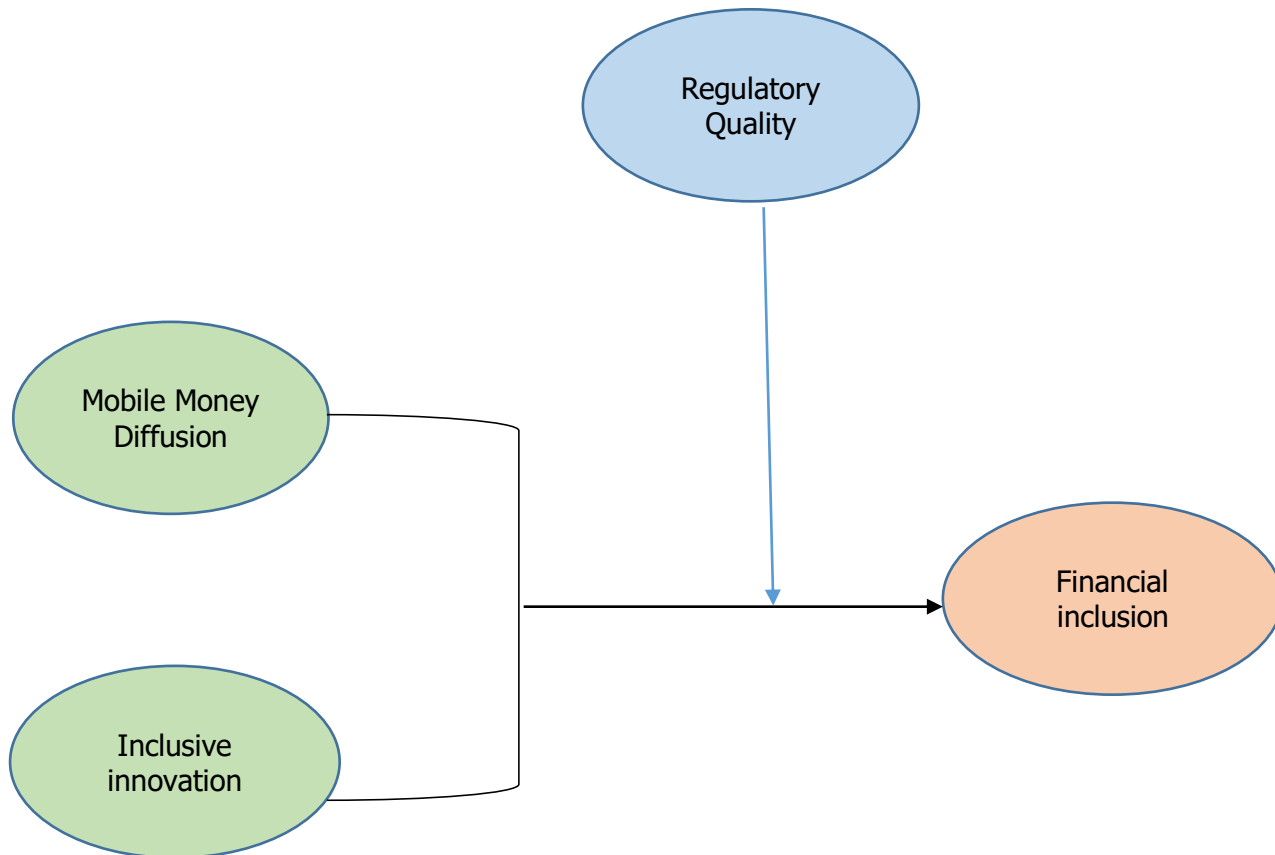 Regulatory
Quality
Mobile Money
Diffusion
Financial
inclusion
Inclusive
innovation